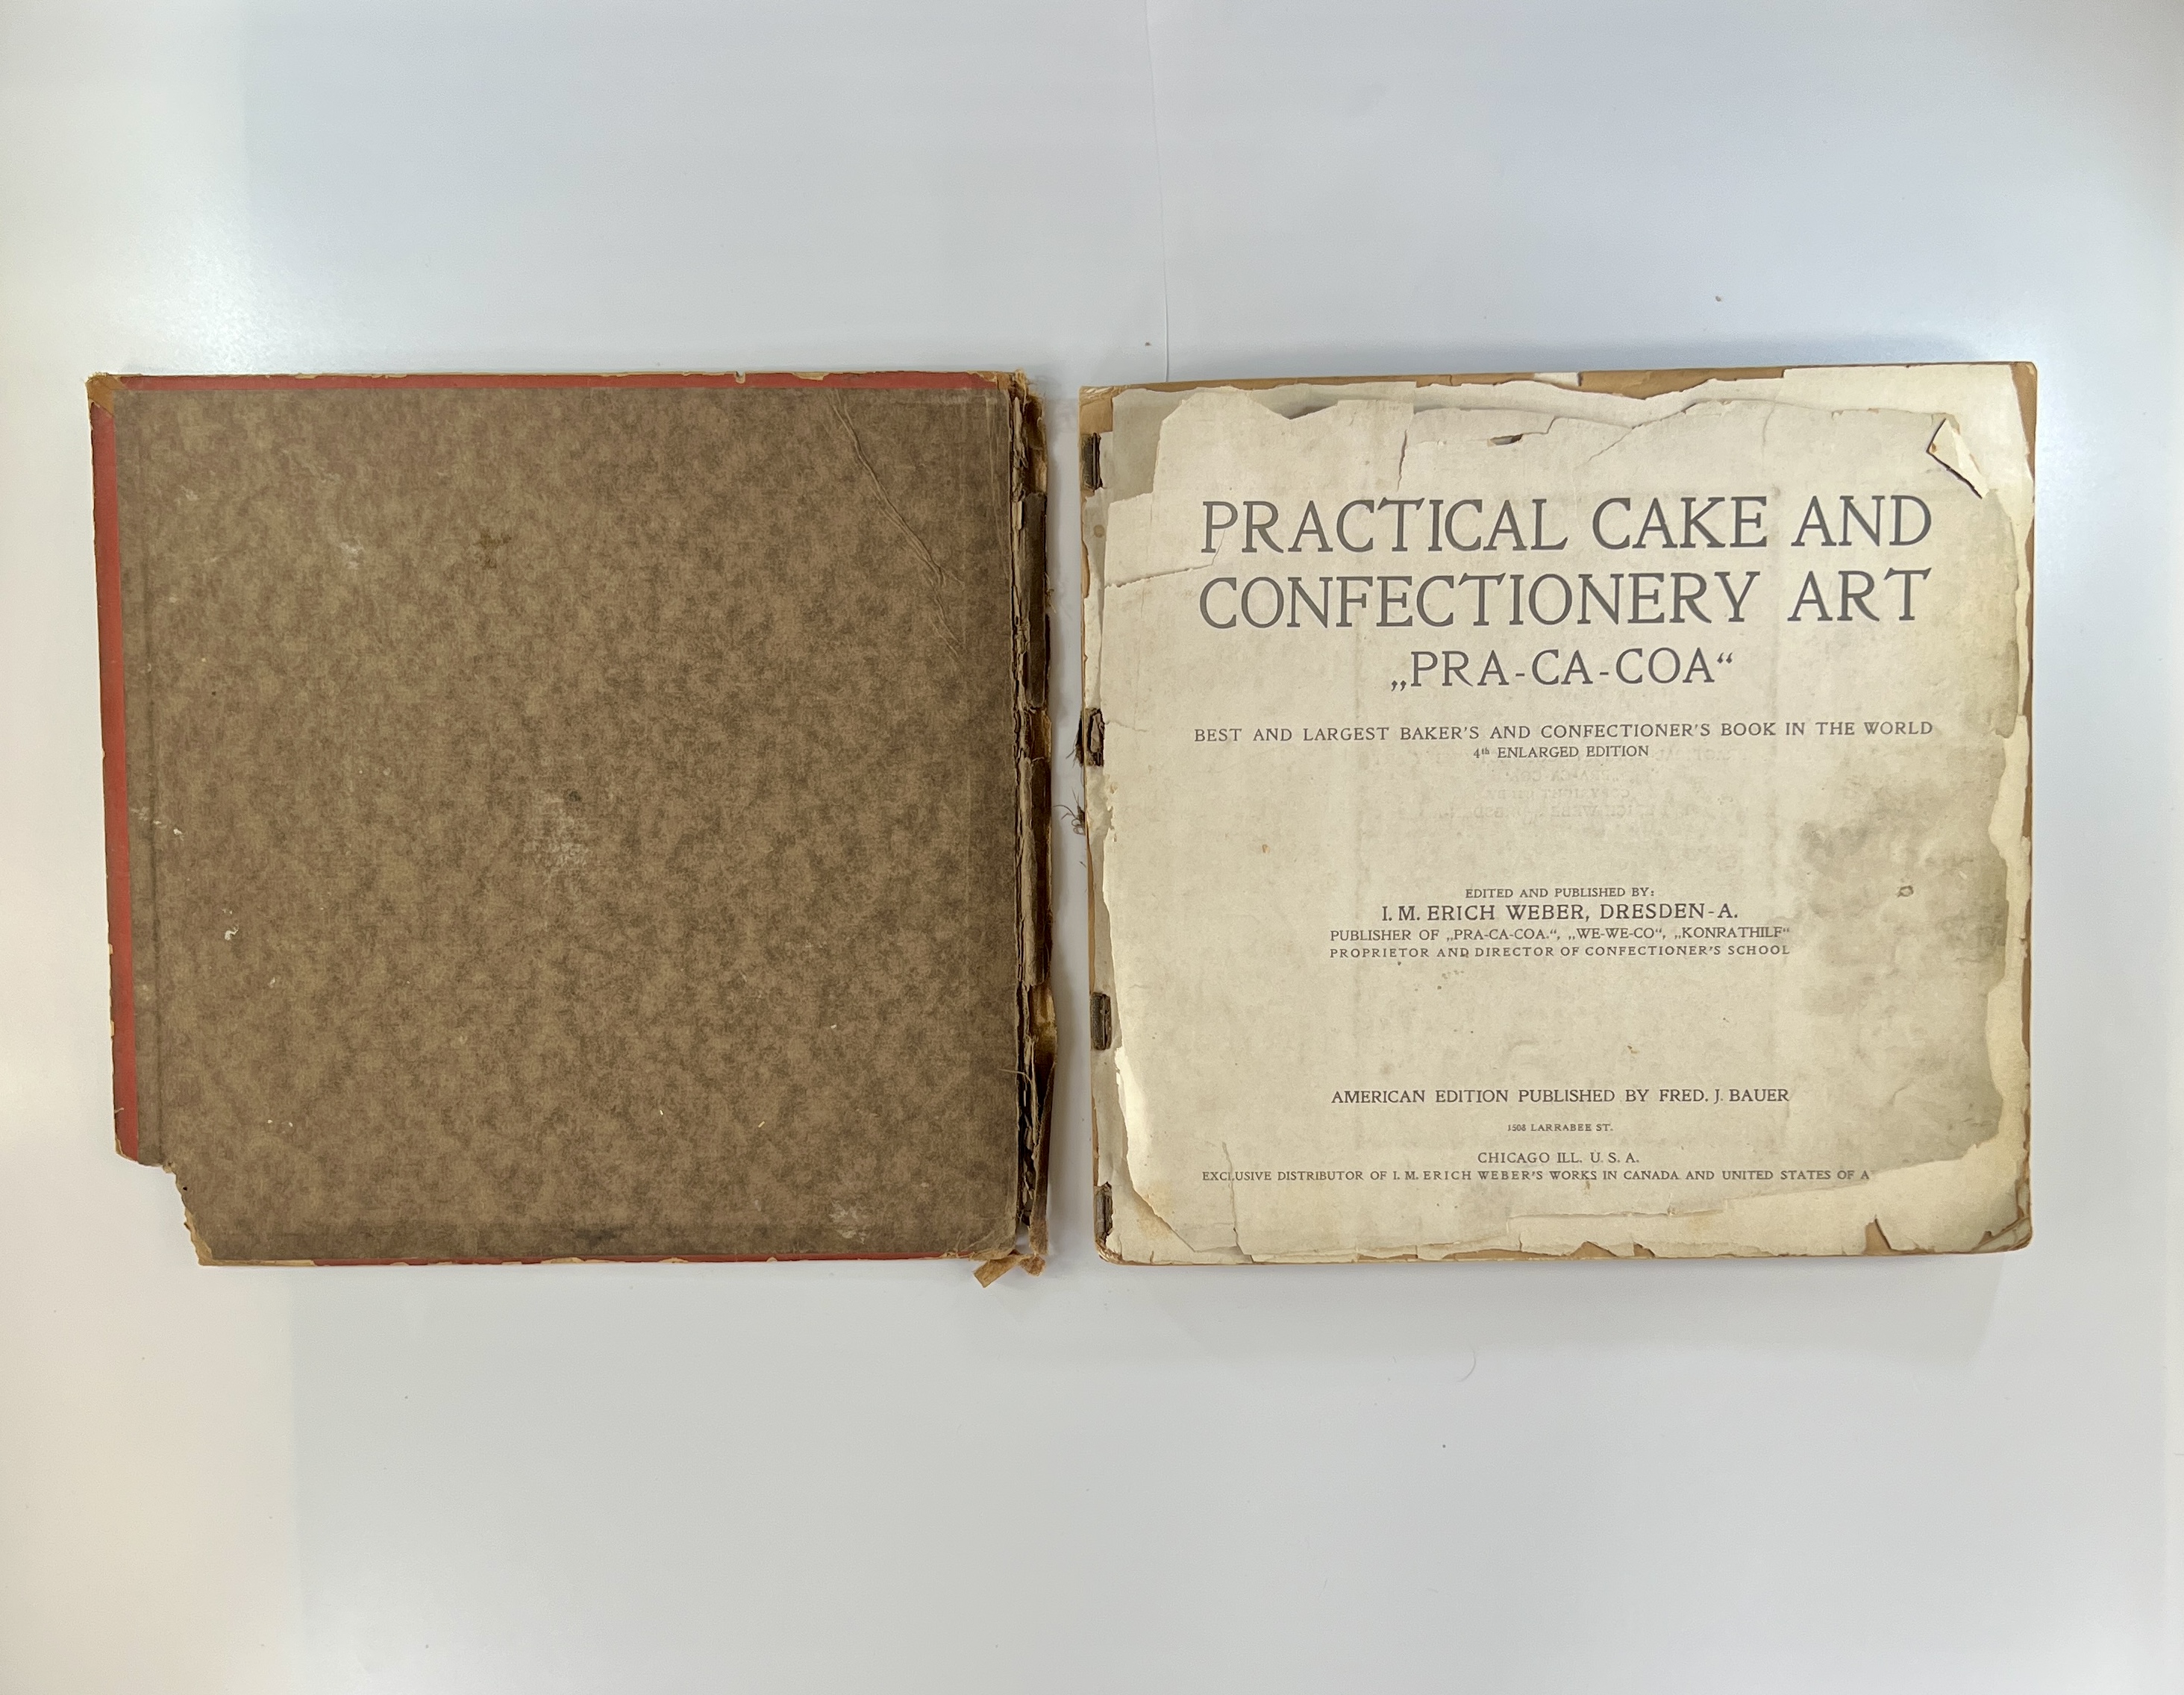 PRACTICAL CAKE AND
CONFECTIONERY ART
„PRA-CA-COA“
BEST AND LARGEST BAKER'S AND CONFECTIONER'S BOOK IN THE WORLD
4th ENLARGED EDITION
EDITED AND PUBLISHED BY:
I. M. ERICH WEBER, DRESDEN-A.
PUBLISHER OF „PRA-CA-COA.“, „WE-WE-CO“, „KONRATHILF“
PROPRIETOR AND DIRECTOR OF CONFECTIONER'S SCHOOL
AMERICAN EDITION PUBLISHED BY FRED. J. BAUER
1508 LARRABEE ST.
CHICAGO ILL. U. S. A.
EXCLUSIVE DISTRIBUTOR OF I. M. ERICH WEBER'S WORKS IN CANADA AND UNITED STATES OF A